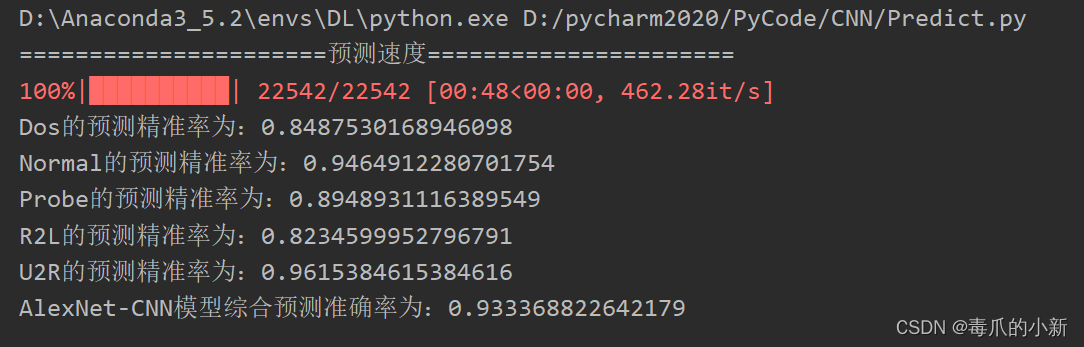 D:\Anaconda3_5.2\envs\DL\python.exe D:/pycharm2020/PyCode/CNN/Predict.py
======================预测速度======================
100%|██████████| 22542/22542 [00:48<00:00, 462.28it/s]
Dos的预测精准率为：0.8487530168946098
Normal的预测精准率为：0.9464912280701754
Probe的预测精准率为：0.8948931116389549
R2L的预测精准率为：0.8234599952796791
U2R的预测精准率为：0.9615384615384616
AlexNet-CNN模型综合预测准确率为：0.933368822642179
CSDN @毒爪的小新